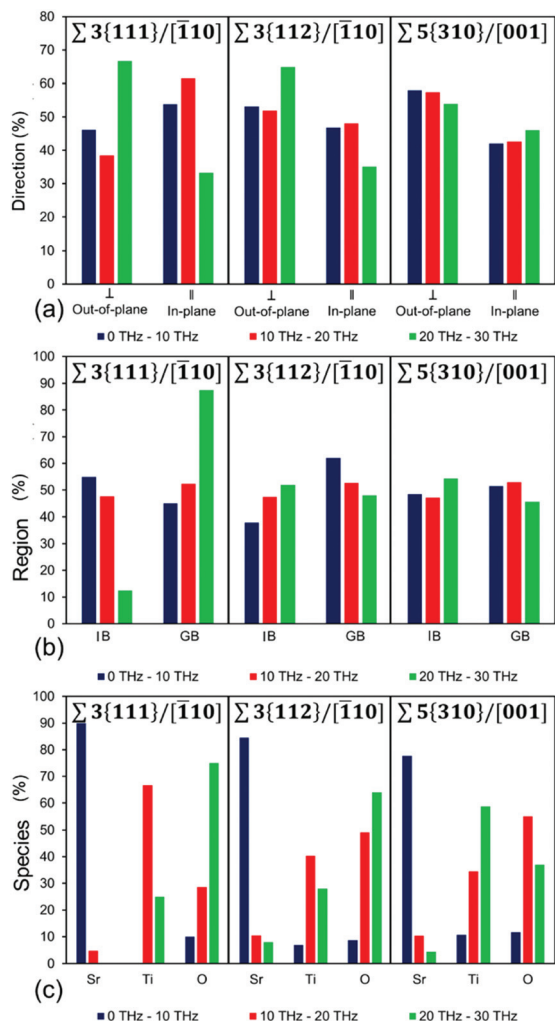 ∑3{111}/[1̅10] ∑3{112}/[1̅10] ∑5{310}/[001]
80
70
60
50
40
30
20
10
0
Direction (%)
⊥ ∥ ⊥ ∥ ⊥ ∥
Out-of-plane In-plane Out-of-plane In-plane Out-of-plane In-plane
(a)
0 THz - 10 THz 10 THz - 20 THz 20 THz - 30 THz
∑3{111}/[1̅10] ∑3{112}/[1̅10] ∑5{310}/[001]
100
90
80
70
60
50
40
30
20
10
0
Region (%)
IB GB IB GB IB GB
(b)
0 THz - 10 THz 10 THz - 20 THz 20 THz - 30 THz
∑3{111}/[1̅10] ∑3{112}/[1̅10] ∑5{310}/[001]
100
90
80
70
60
50
40
30
20
10
0
Species (%)
Sr Ti O Sr Ti O Sr Ti O
(c)
0 THz - 10 THz 10 THz - 20 THz 20 THz - 30 THz